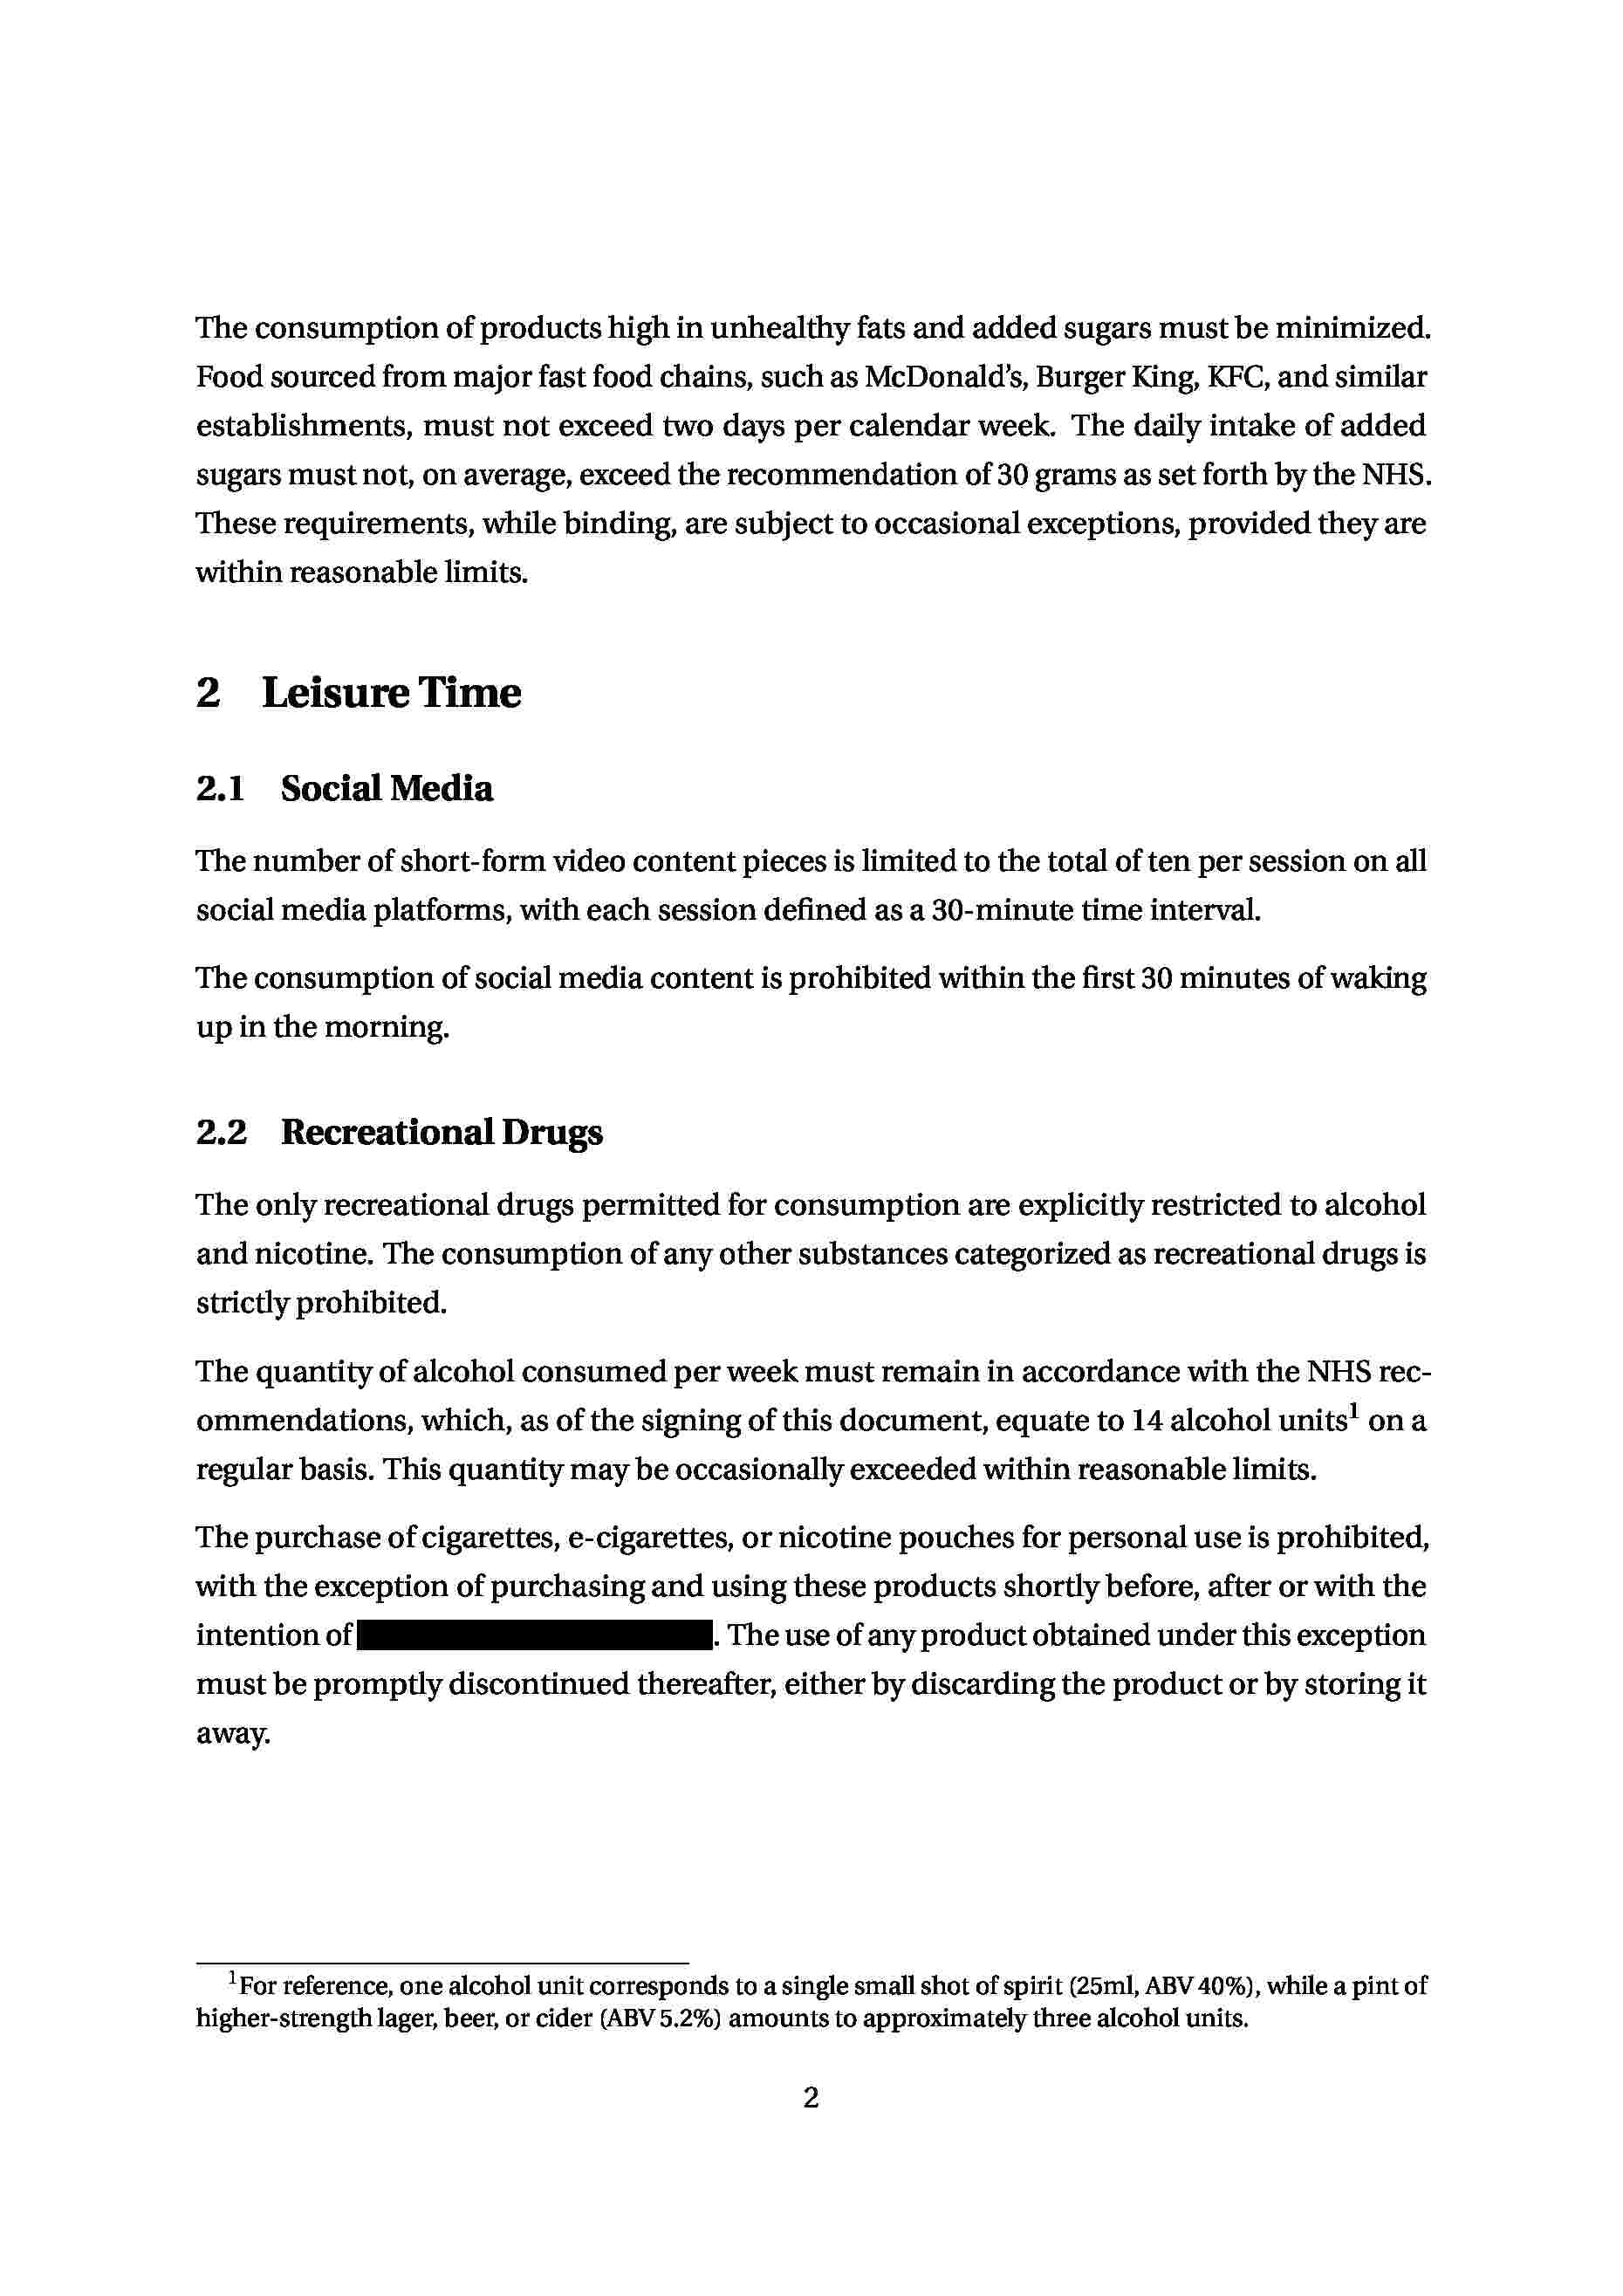 The consumption of products high in unhealthy fats and added sugars must be minimized.
Food sourced from major fast food chains, such as McDonald’s, Burger King, KFC, and similar
establishments, must not exceed two days per calendar week. The daily intake of added
sugars must not, on average, exceed the recommendation of 30 grams as set forth by the NHS.
These requirements, while binding, are subject to occasional exceptions, provided they are
within reasonable limits.
2 Leisure Time
2.1 Social Media
The number of short-form video content pieces is limited to the total of ten per session on all
social media platforms, with each session defined as a 30-minute time interval.
The consumption of social media content is prohibited within the first 30 minutes of waking
up in the morning.
2.2 Recreational Drugs
The only recreational drugs permitted for consumption are explicitly restricted to alcohol
and nicotine. The consumption of any other substances categorized as recreational drugs is
strictly prohibited.
The quantity of alcohol consumed per week must remain in accordance with the NHS rec-
ommendations, which, as of the signing of this document, equate to 14 alcohol units¹ on a
regular basis. This quantity may be occasionally exceeded within reasonable limits.
The purchase of cigarettes, e-cigarettes, or nicotine pouches for personal use is prohibited,
with the exception of purchasing and using these products shortly before, after or with the
intention of . The use of any product obtained under this exception
must be promptly discontinued thereafter, either by discarding the product or by storing it
away.
¹For reference, one alcohol unit corresponds to a single small shot of spirit (25ml, ABV 40%), while a pint of
higher-strength lager, beer, or cider (ABV 5.2%) amounts to approximately three alcohol units.
2